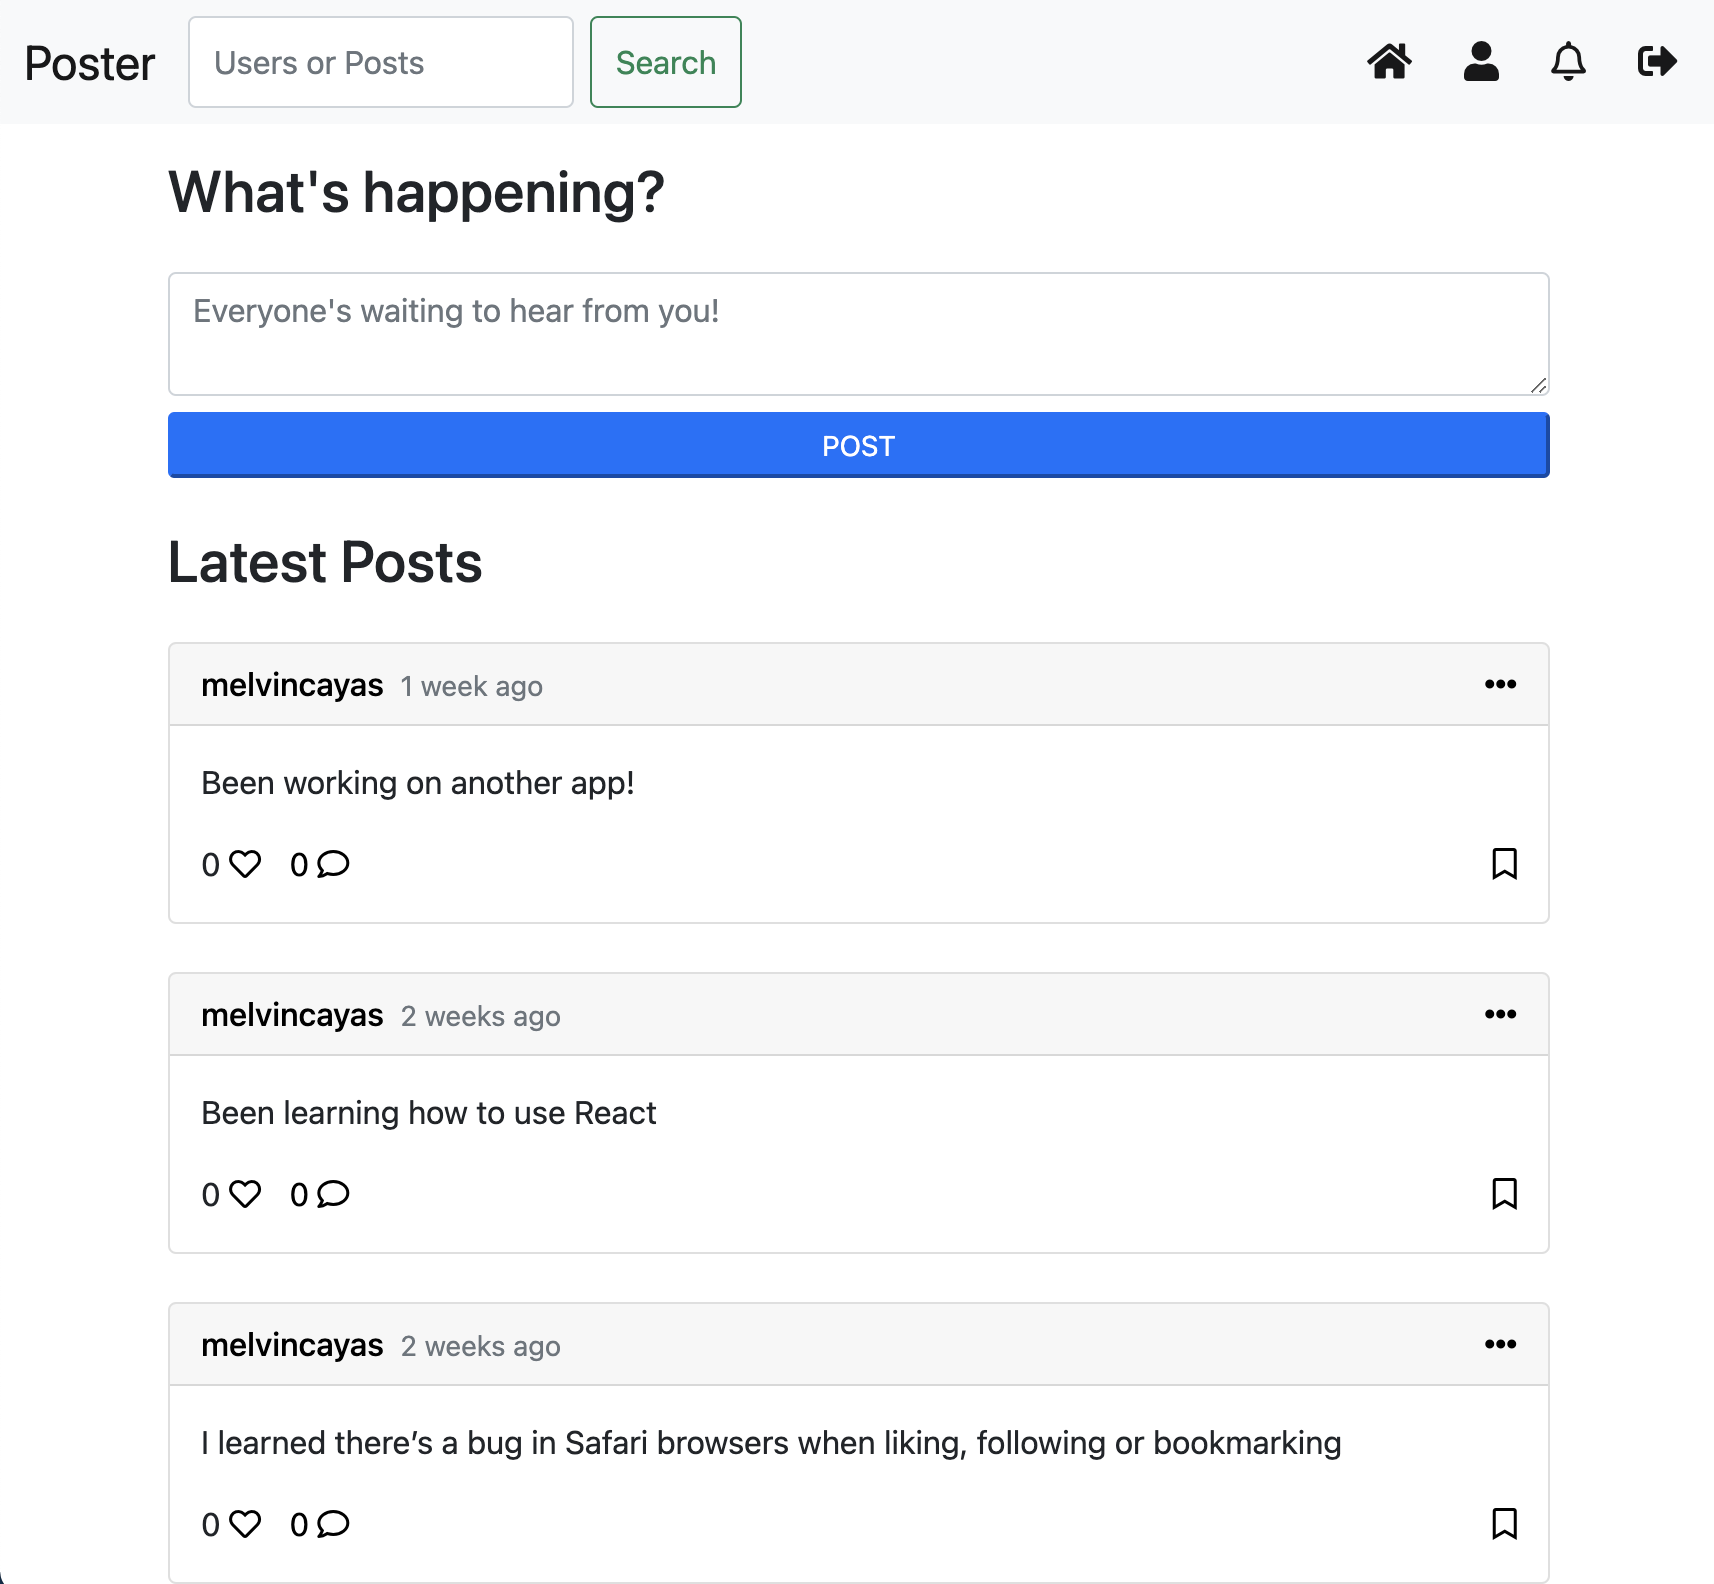 Poster
Users or Posts
Search
What's happening?
Everyone's waiting to hear from you!
POST
Latest Posts
melvincayas 1 week ago
Been working on another app!
0 0
melvincayas 2 weeks ago
Been learning how to use React
0 0
melvincayas 2 weeks ago
I learned there’s a bug in Safari browsers when liking, following or bookmarking
0 0